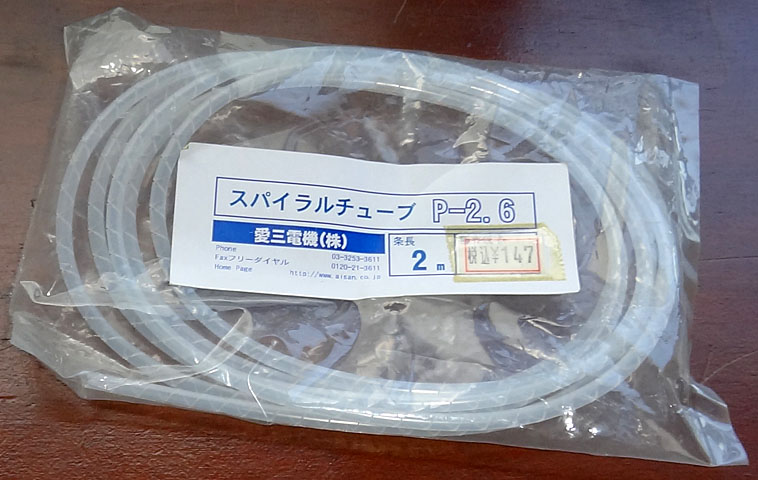 スパイラルチューブ P-2.6
愛三電機(株)
Phone 03-3253-3611
Faxフリーダイヤル 0120-21-3611
Home Page http://www.aisan.co.jp
条長
2 m
税込¥147